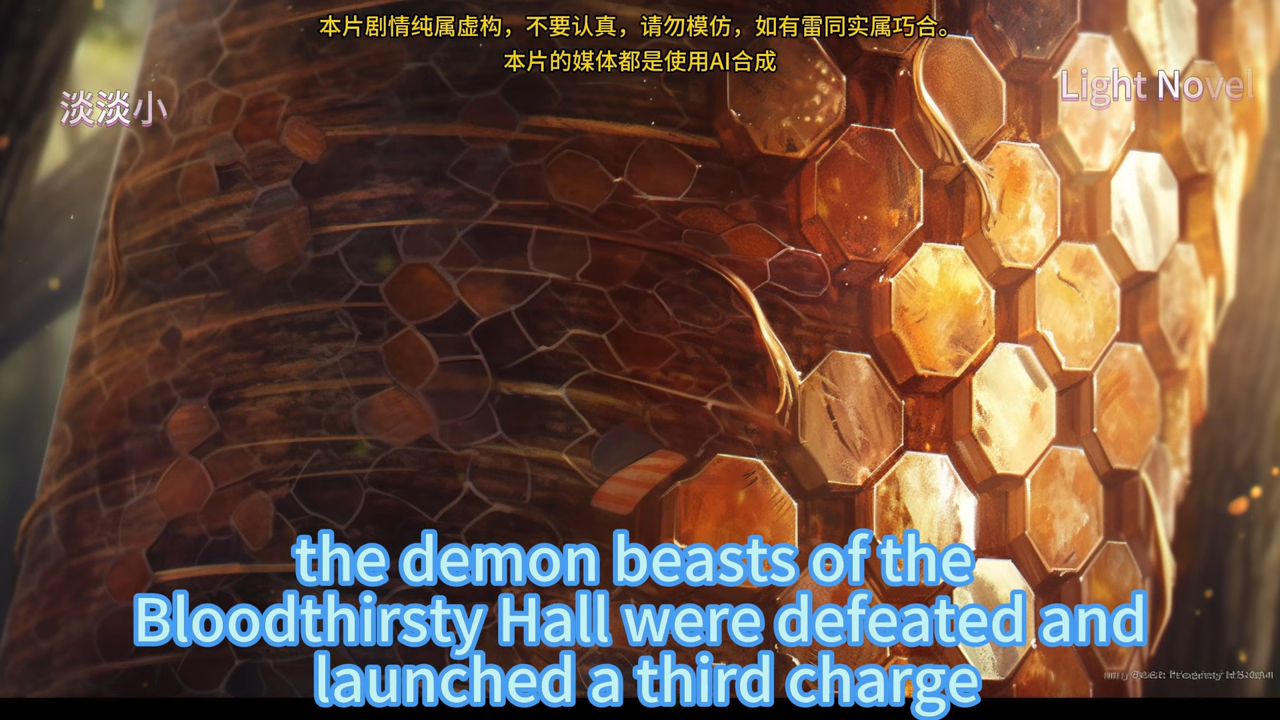 本片剧情纯属虚构，不要认真，请勿模仿，如有雷同实属巧合。
本片的媒体都是使用AI合成
淡淡小
Light Novel
the demon beasts of the
Bloodthirsty Hall were defeated and
launched a third charge